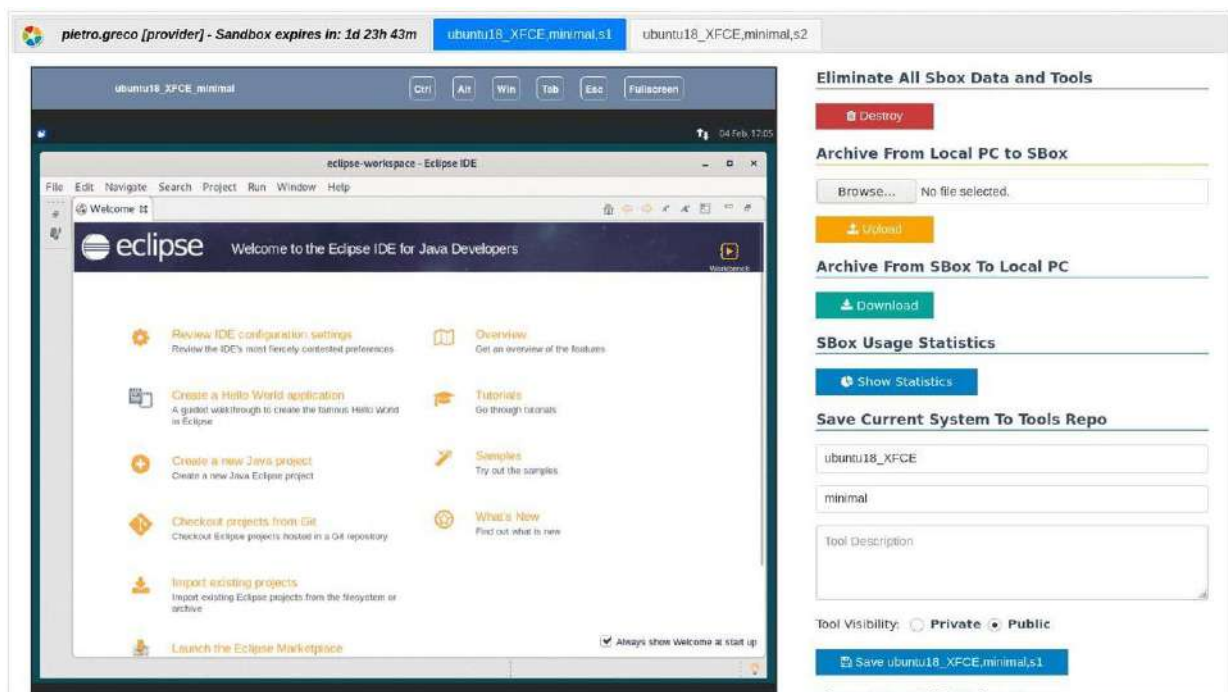 pietro.greco [provider] - Sandbox expires in: 1d 23h 43m
ubuntu18_XFCE,minimal,s1
ubuntu18_XFCE,minimal,s2
ubuntu18_XFCE_minimal
Ctrl
Alt
Win
Tab
Esc
Fullscreen
04 Feb, 17:05
eclipse-workspace - Eclipse IDE
File Edit Navigate Search Project Run Window Help
Welcome
eclipse
Welcome to the Eclipse IDE for Java Developers
Workbench
Review IDE configuration settings
Review the IDE's most fiercely contested preferences
Create a Hello World application
A guided walkthrough to create the famous Hello World
in Eclipse
Create a new Java project
Create a new Java Eclipse project
Checkout projects from Git
Checkout Eclipse projects hosted in a Git repository
Import existing projects
Import existing Eclipse projects from the filesystem or
archive
Launch the Eclipse Marketplace
Overview
Get an overview of the features
Tutorials
Go through tutorials
Samples
Try out the samples
What's New
Find out what is new
Always show Welcome at start up
Eliminate All Sbox Data and Tools
Destroy
Archive From Local PC to SBox
Browse... No file selected.
Upload
Archive From SBox To Local PC
Download
SBox Usage Statistics
Show Statistics
Save Current System To Tools Repo
ubuntu18_XFCE
minimal
Tool Description
Tool Visibility: Private Public
Save ubuntu18_XFCE,minimal,s1